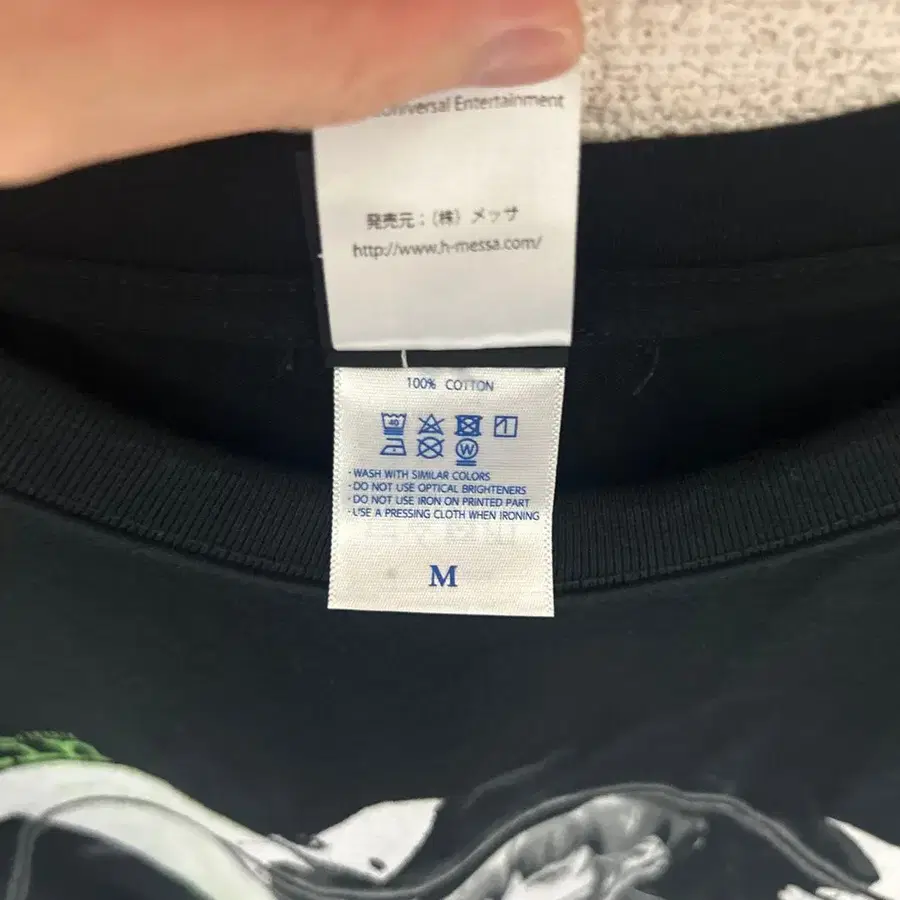 Universal Entertainment
発売元：（株）メッサ
http://www.h-messa.com/
100% COTTON
40
W
・WASH WITH SIMILAR COLORS
・DO NOT USE OPTICAL BRIGHTENERS
・DO NOT USE IRON ON PRINTED PART
・USE A PRESSING CLOTH WHEN IRONING
M